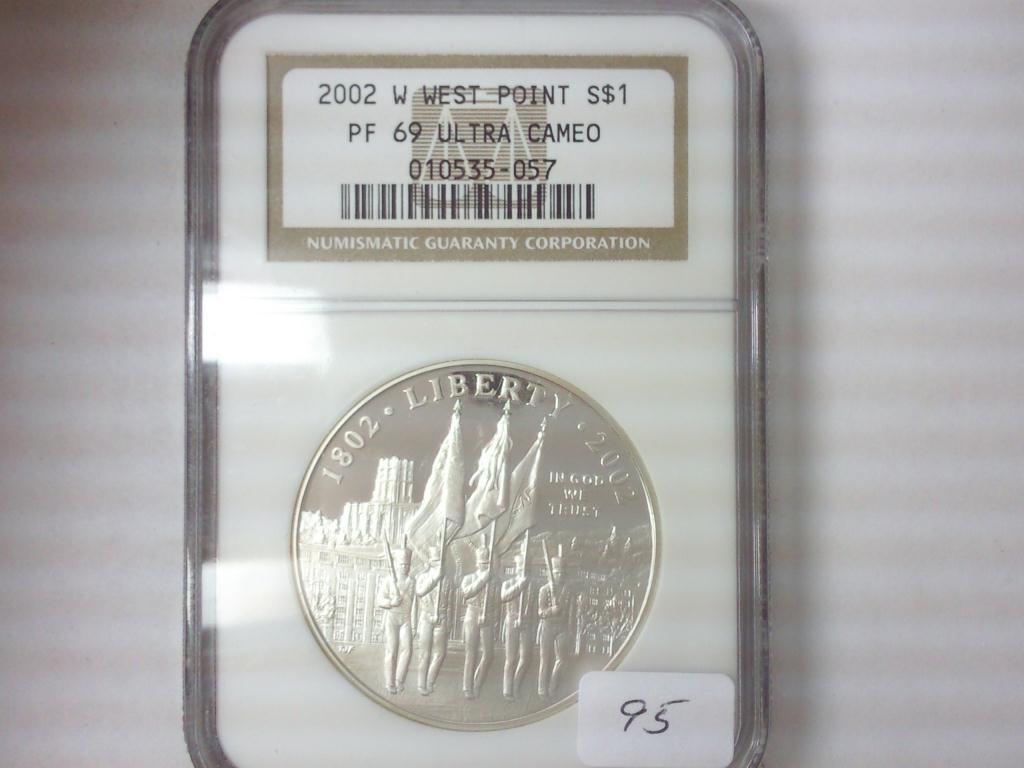 2002 W WEST POINT S$1
PF 69 ULTRA CAMEO
010535-057
NUMISMATIC GUARANTY CORPORATION
1802 · LIBERTY · 2002
IN GOD
WE
TRUST
95